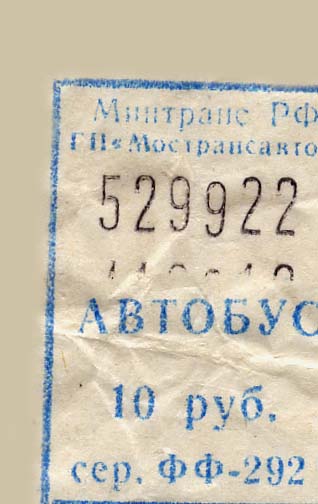 Минтранс РФ
ГП«Мострансавто
529922
АВТОБУС
10 руб.
сер. ФФ-292